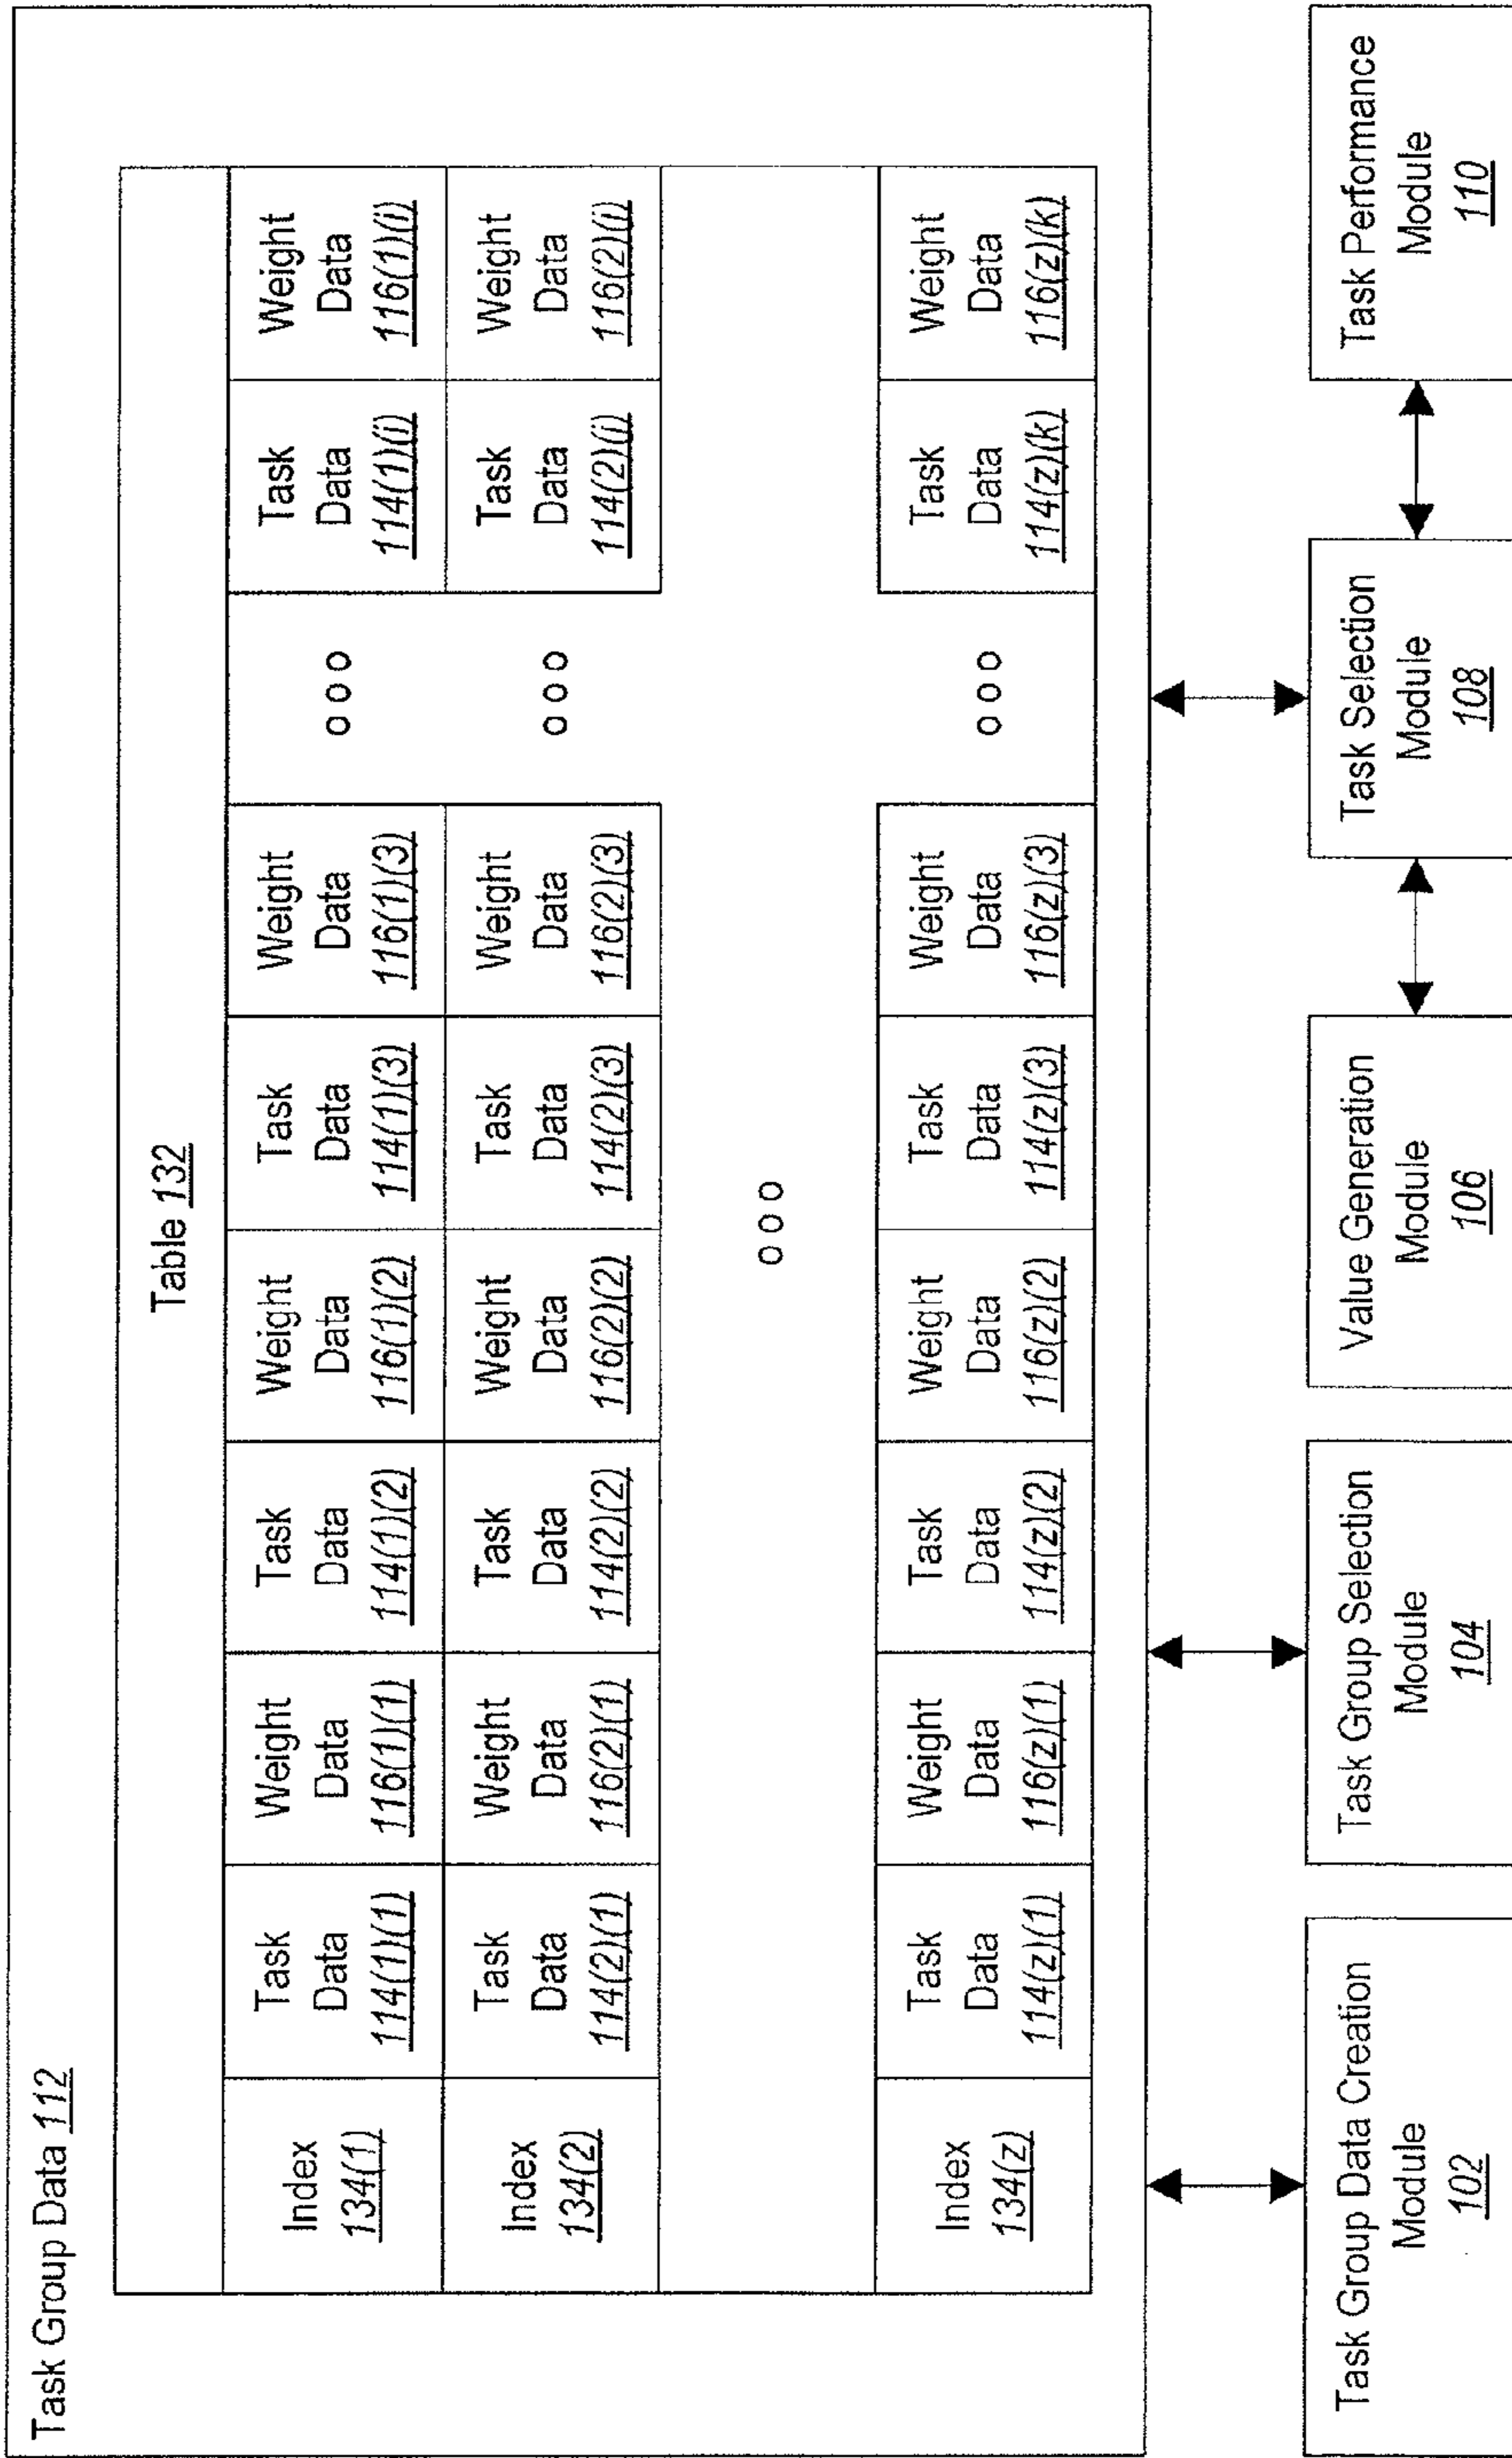 Task Group Data 112
Table 132
Index
134(1)
Task
Data
114(1)(1)
Weight
Data
116(1)(1)
Task
Data
114(1)(2)
Weight
Data
116(1)(2)
Task
Data
114(1)(3)
Weight
Data
116(1)(3)
ooo
Task
Data
114(1)(i)
Weight
Data
116(1)(i)
Index
134(2)
Task
Data
114(2)(1)
Weight
Data
116(2)(1)
Task
Data
114(2)(2)
Weight
Data
116(2)(2)
Task
Data
114(2)(3)
Weight
Data
116(2)(3)
ooo
Task
Data
114(2)(j)
Weight
Data
116(2)(j)
ooo
Index
134(z)
Task
Data
114(z)(1)
Weight
Data
116(z)(1)
Task
Data
114(z)(2)
Weight
Data
116(z)(2)
Task
Data
114(z)(3)
Weight
Data
116(z)(3)
ooo
Task
Data
114(z)(k)
Weight
Data
116(z)(k)
Task Group Data Creation
Module
102
Task Group Selection
Module
104
Value Generation
Module
106
Task Selection
Module
108
Task Performance
Module
110